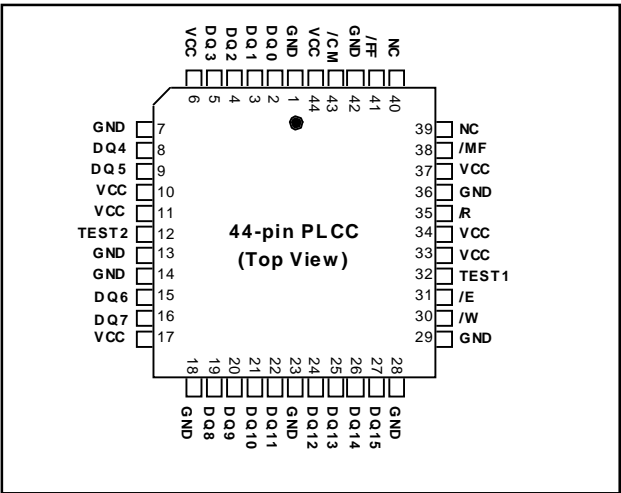 VCC DQ3 DQ2 DQ1 DQ0 GND VCC /CM GND /FF NC
6 5 4 3 2 1 44 43 42 41 40
GND 7
DQ4 8
DQ5 9
VCC 10
VCC 11
TEST2 12
GND 13
GND 14
DQ6 15
DQ7 16
VCC 17
44-pin PLCC
(Top View)
39 NC
38 /MF
37 VCC
36 GND
35 /R
34 VCC
33 VCC
32 TEST1
31 /E
30 /W
29 GND
18 19 20 21 22 23 24 25 26 27 28
GND DQ8 DQ9 DQ10 DQ11 GND DQ12 DQ13 DQ14 DQ15 GND